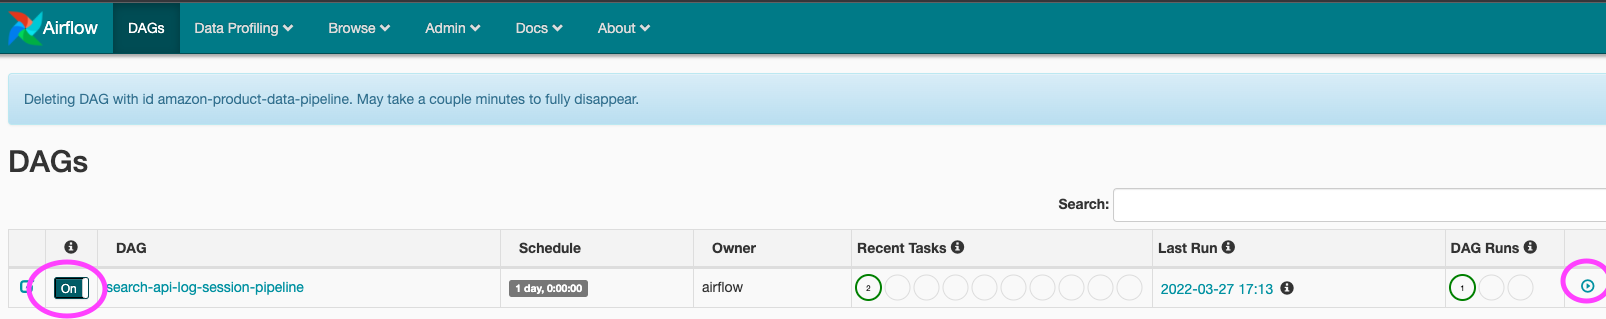 Airflow DAGs Data Profiling Browse Admin Docs About
Deleting DAG with id amazon-product-data-pipeline. May take a couple minutes to fully disappear.
DAGs
Search:
DAG Schedule Owner Recent Tasks Last Run DAG Runs
On search-api-log-session-pipeline 1 day, 0:00:00 airflow 2 2022-03-27 17:13 1